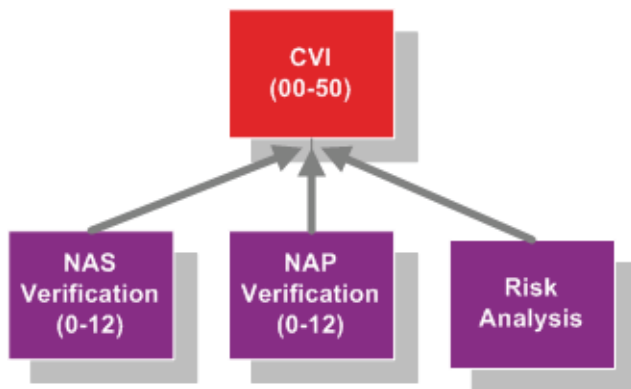 CVI
(00-50)
NAS
Verification
(0-12)
NAP
Verification
(0-12)
Risk
Analysis